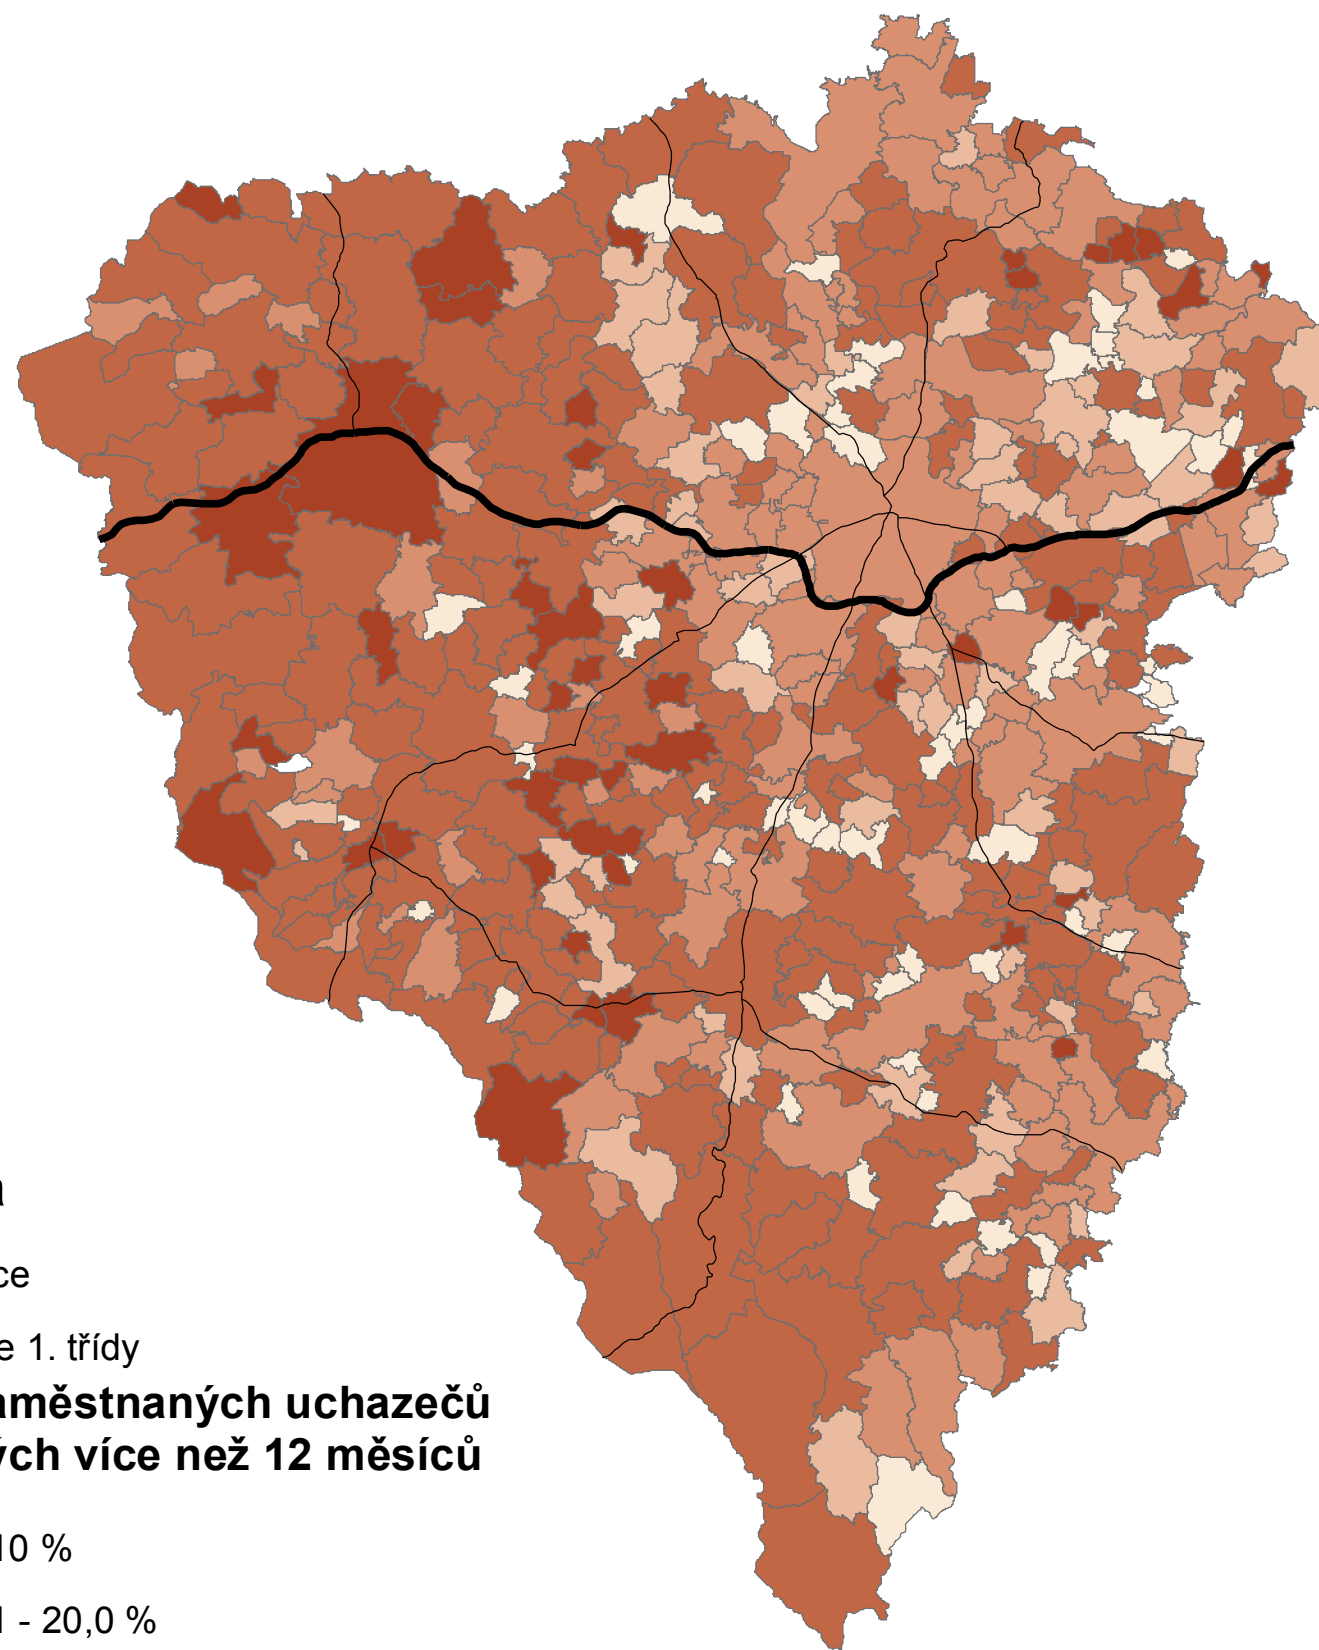 ce
e 1. třídy
aměstnaných uchazečů
ých více než 12 měsíců
10 %
1 - 20,0 %